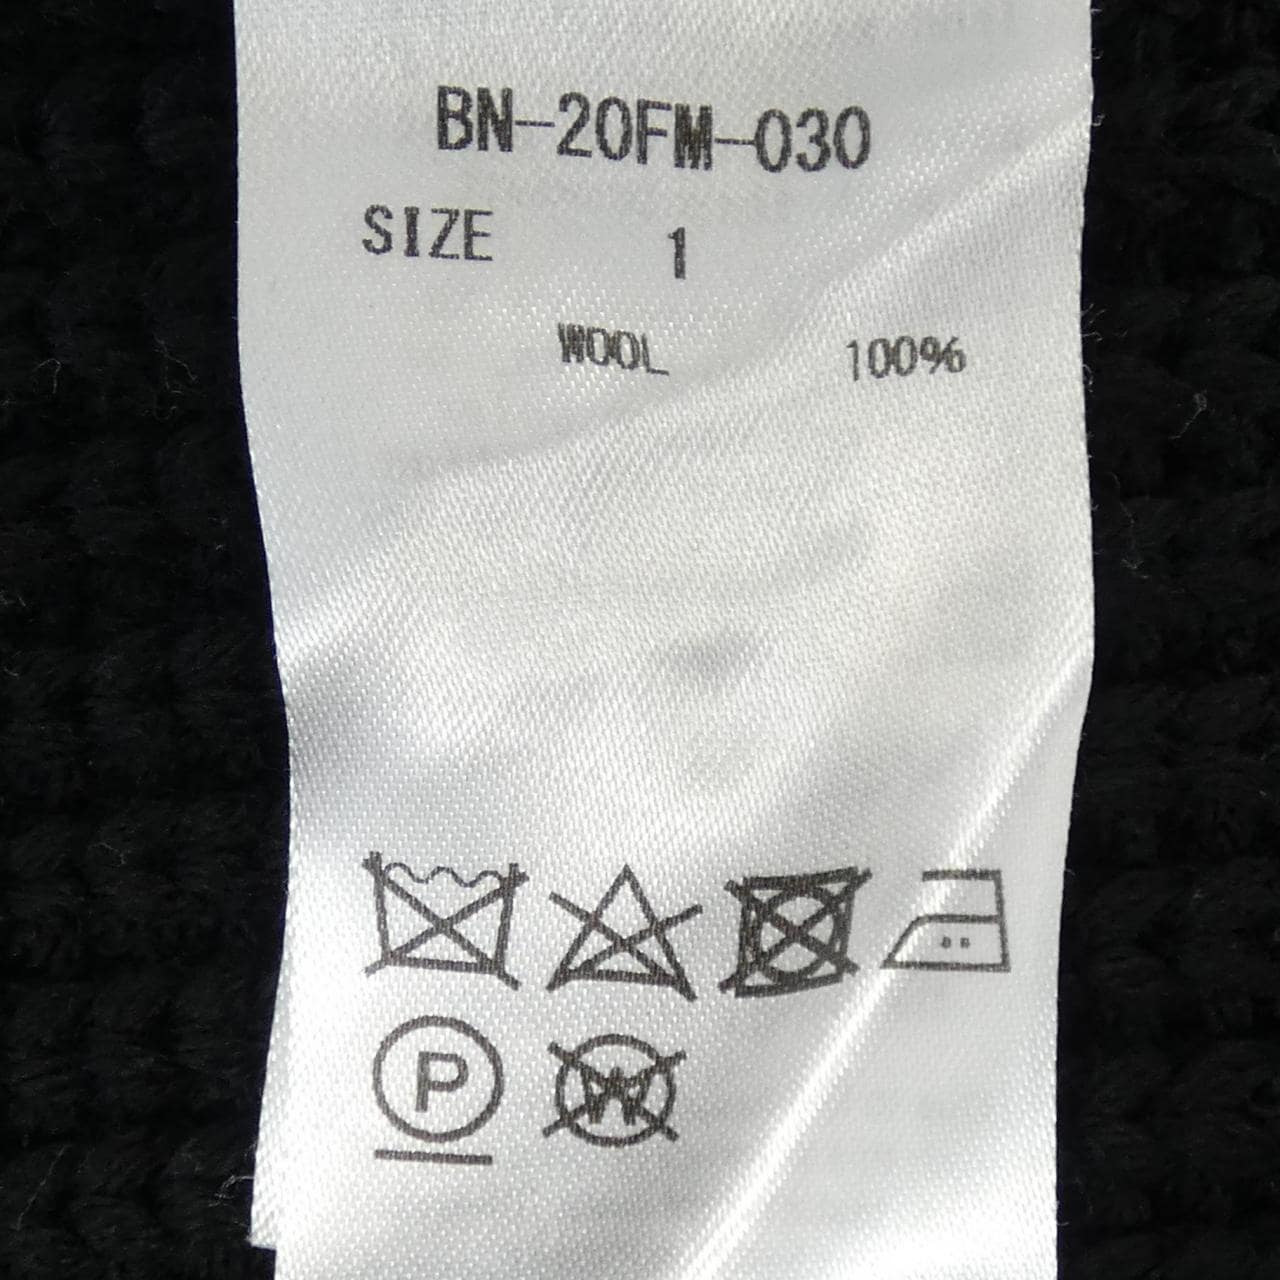 BN-20FM-030
SIZE 1
WOOL 100%
P W